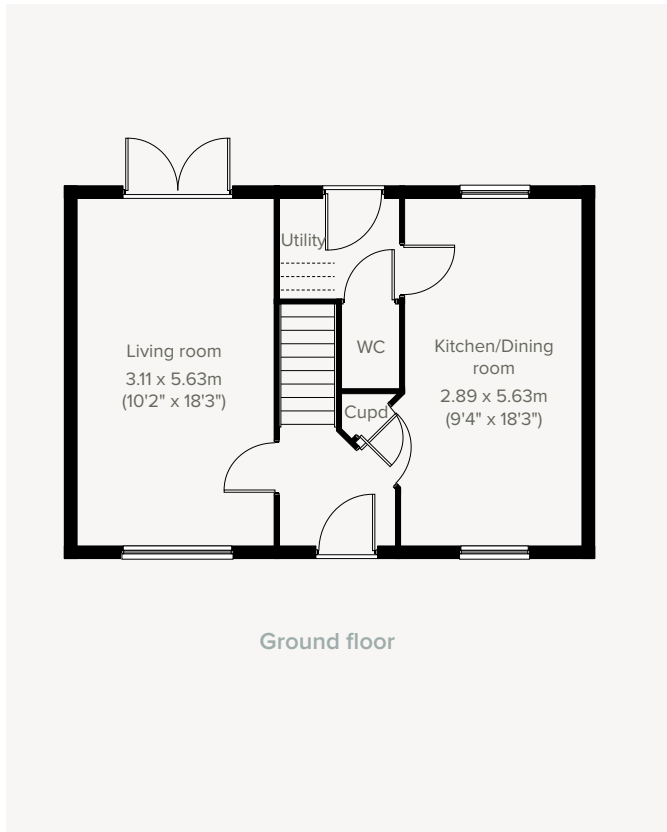 Utility
Living room
3.11 x 5.63m
(10'2" x 18'3")
WC
Cupd
Kitchen/Dining
room
2.89 x 5.63m
(9'4" x 18'3")
Ground floor